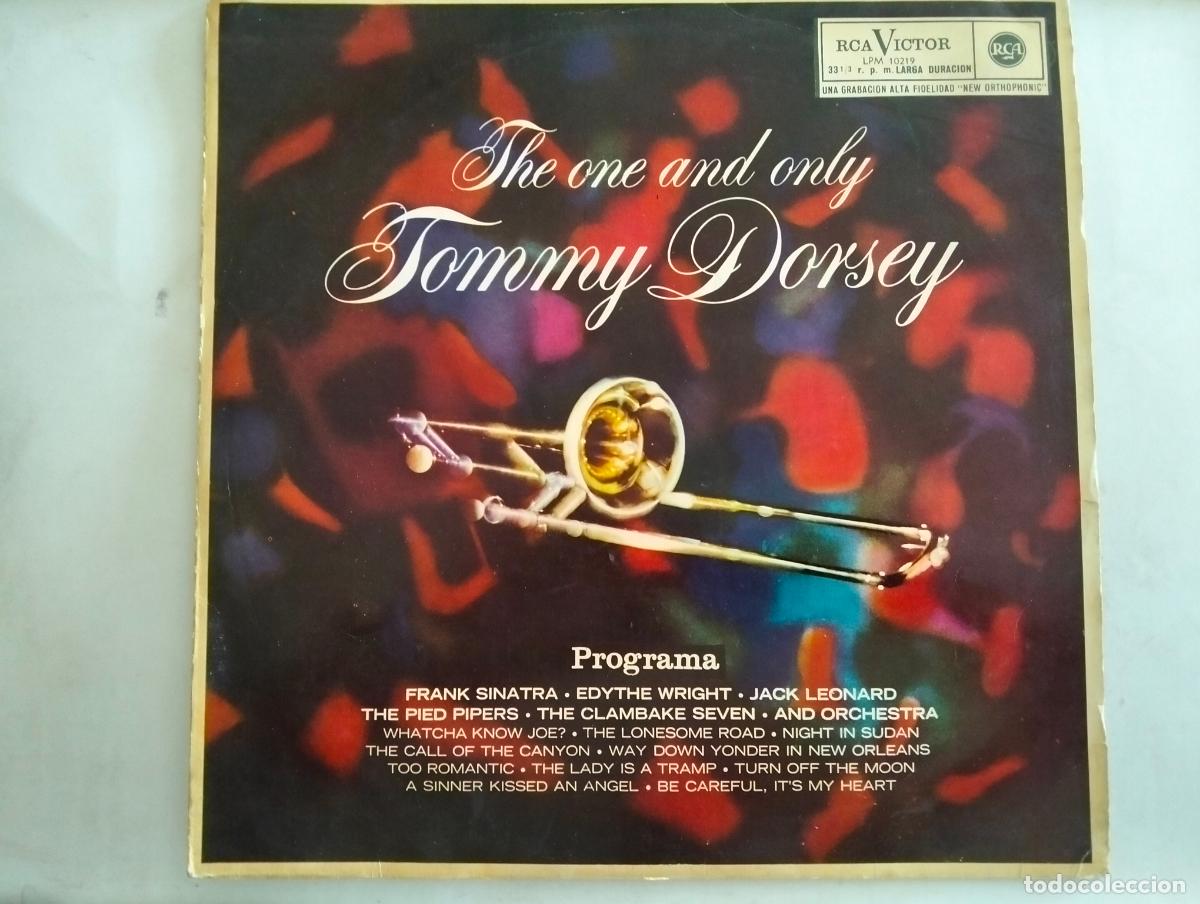 RCA VICTOR
LPM 10219
33 1/3 r. p. m. LARGA DURACION
RCA
UNA GRABACION ALTA FIDELIDAD "NEW ORTHOPHONIC"
The one and only
Tommy Dorsey
Programa
FRANK SINATRA • EDYTHE WRIGHT • JACK LEONARD
THE PIED PIPERS • THE CLAMBAKE SEVEN • AND ORCHESTRA
WHATCHA KNOW JOE? • THE LONESOME ROAD • NIGHT IN SUDAN
THE CALL OF THE CANYON • WAY DOWN YONDER IN NEW ORLEANS
TOO ROMANTIC • THE LADY IS A TRAMP • TURN OFF THE MOON
A SINNER KISSED AN ANGEL • BE CAREFUL, IT'S MY HEART
todocoleccion